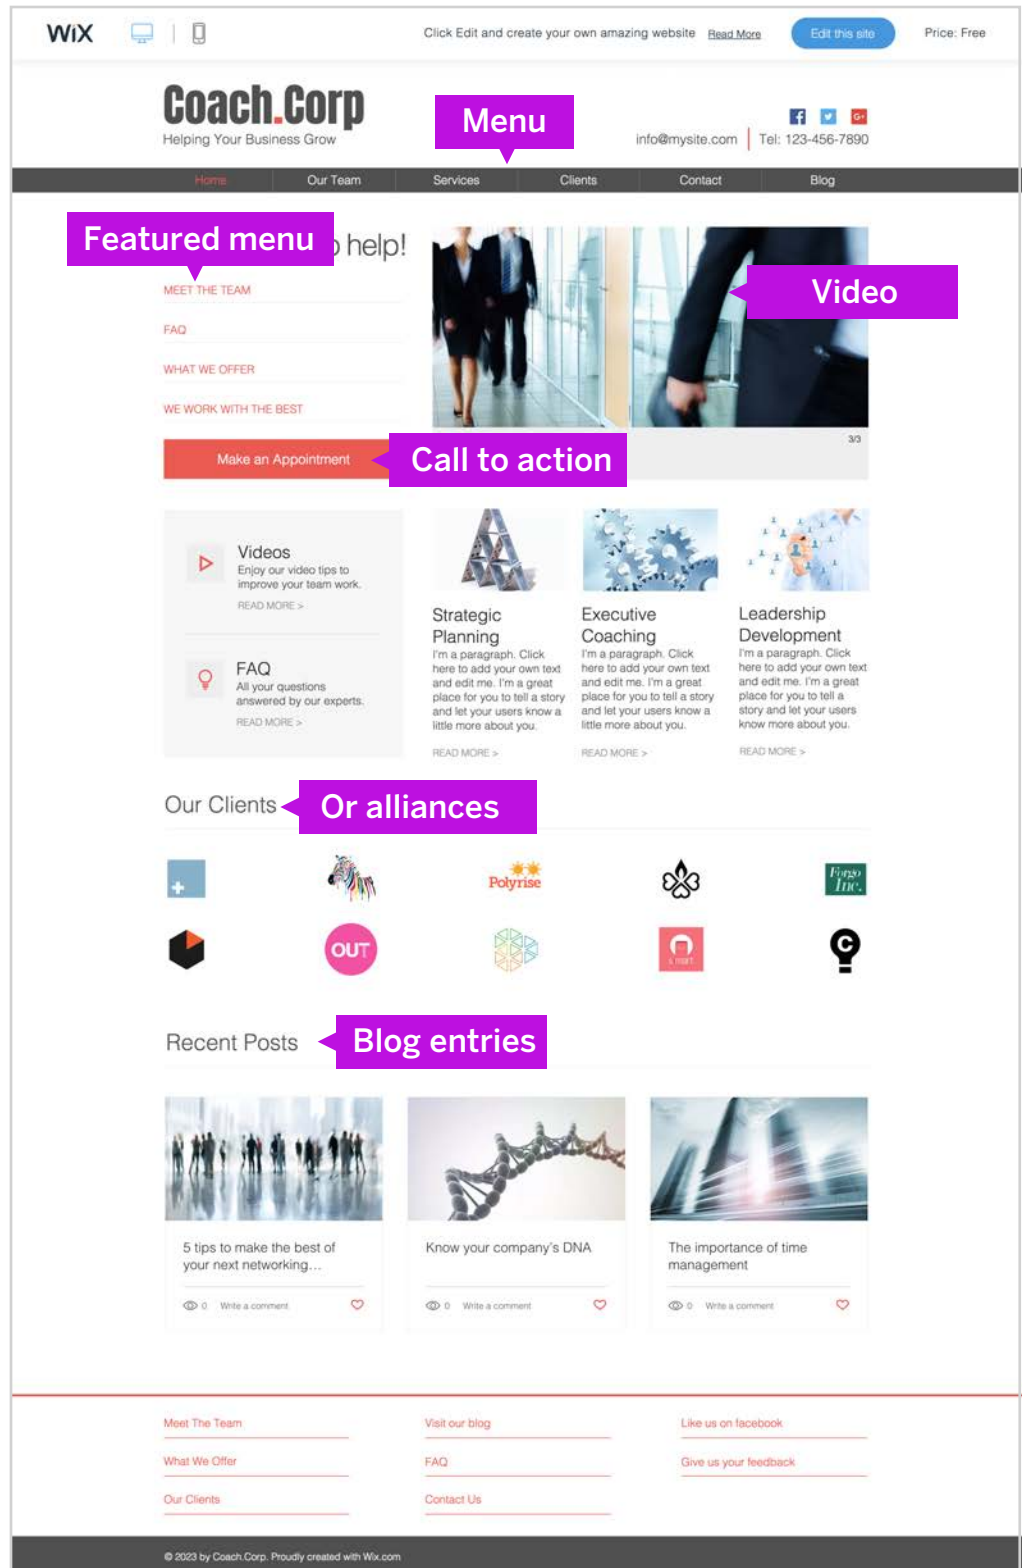 WiX
Click Edit and create your own amazing website Read More
Edit this site
Price: Free
Coach.Corp
Helping Your Business Grow
Menu
info@mysite.com
Tel: 123-456-7890
Home
Our Team
Services
Clients
Contact
Blog
Featured menu
help!
MEET THE TEAM
FAQ
WHAT WE OFFER
WE WORK WITH THE BEST
Make an Appointment
Video
3/3
Call to action
Videos
Enjoy our video tips to
improve your team work.
READ MORE >
FAQ
All your questions
answered by our experts.
READ MORE >
Strategic
Planning
I'm a paragraph. Click
here to add your own text
and edit me. I'm a great
place for you to tell a story
and let your users know a
little more about you.
READ MORE >
Executive
Coaching
I'm a paragraph. Click
here to add your own text
and edit me. I'm a great
place for you to tell a story
and let your users know a
little more about you.
READ MORE >
Leadership
Development
I'm a paragraph. Click
here to add your own text
and edit me. I'm a great
place for you to tell a
story and let your users
know more about you.
READ MORE >
Our Clients
Or alliances
Polyrise
Forgo
Inc.
OUT
C
Recent Posts
Blog entries
5 tips to make the best of
your next networking...
0 Write a comment
Know your company's DNA
0 Write a comment
The importance of time
management
0 Write a comment
Meet The Team
What We Offer
Our Clients
Visit our blog
FAQ
Contact Us
Like us on facebook
Give us your feedback
© 2023 by Coach.Corp. Proudly created with Wix.com